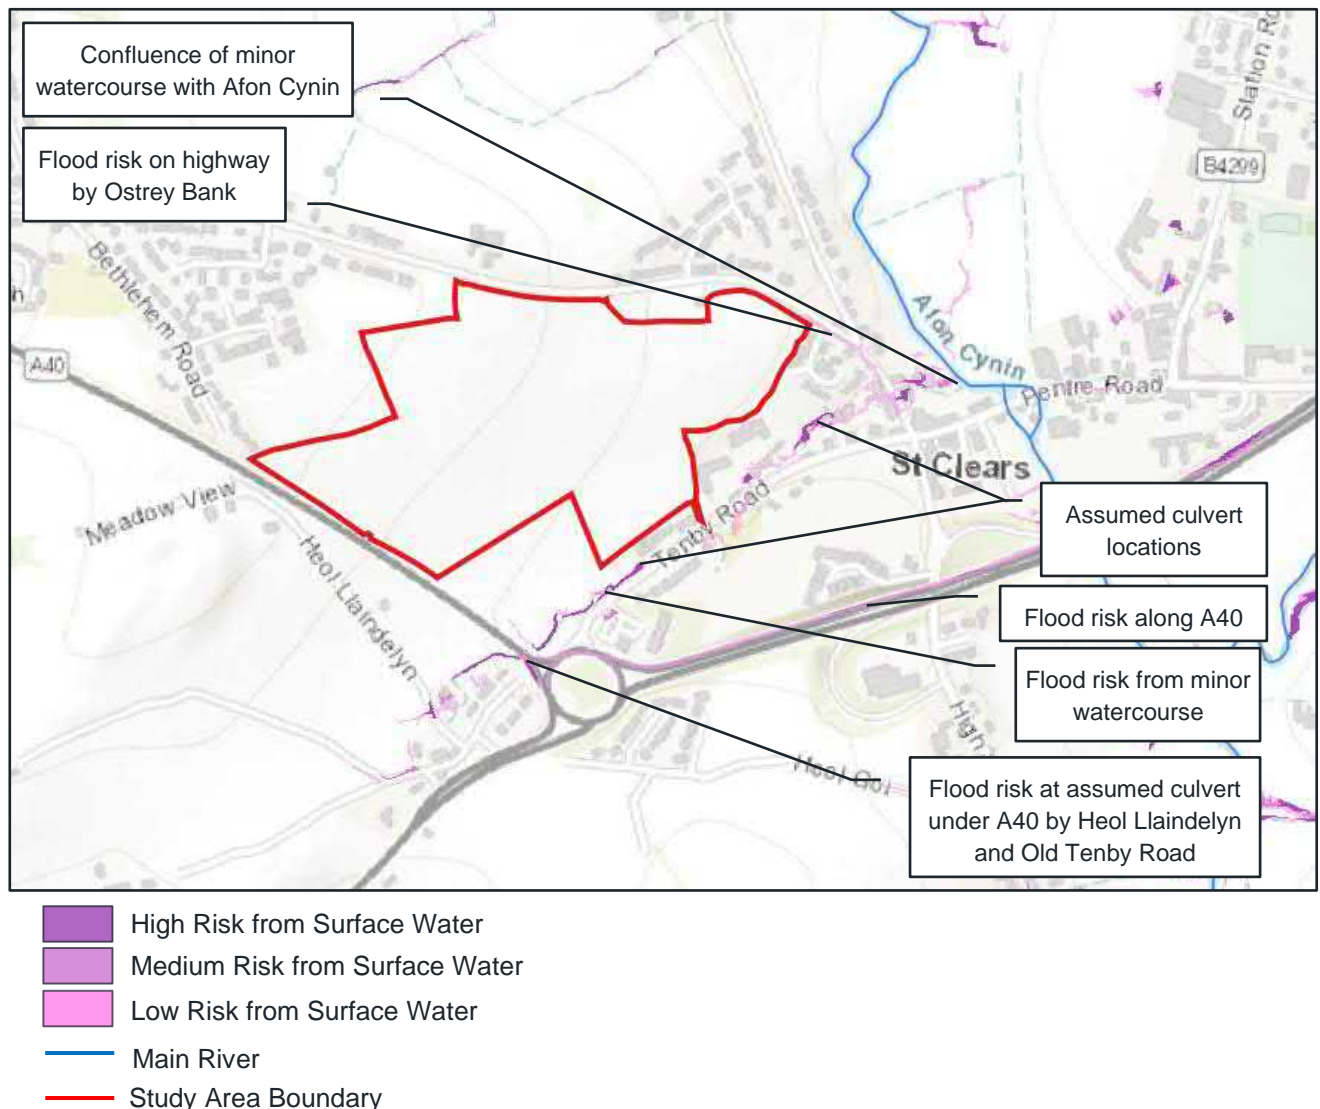 Confluence of minor
watercourse with Afon Cynin
Flood risk on highway
by Ostrey Bank
Station Ro
B4299
Bethlehem Road
h
A40
Afon Cynin
Pentre Road
St Clears
Meadow View
Tenby Road
Heol Llaindelyn
Assumed culvert
locations
Flood risk along A40
Flood risk from minor
watercourse
High
Heol Goi
Flood risk at assumed culvert
under A40 by Heol Llaindelyn
and Old Tenby Road
High Risk from Surface Water
Medium Risk from Surface Water
Low Risk from Surface Water
Main River
Study Area Boundary